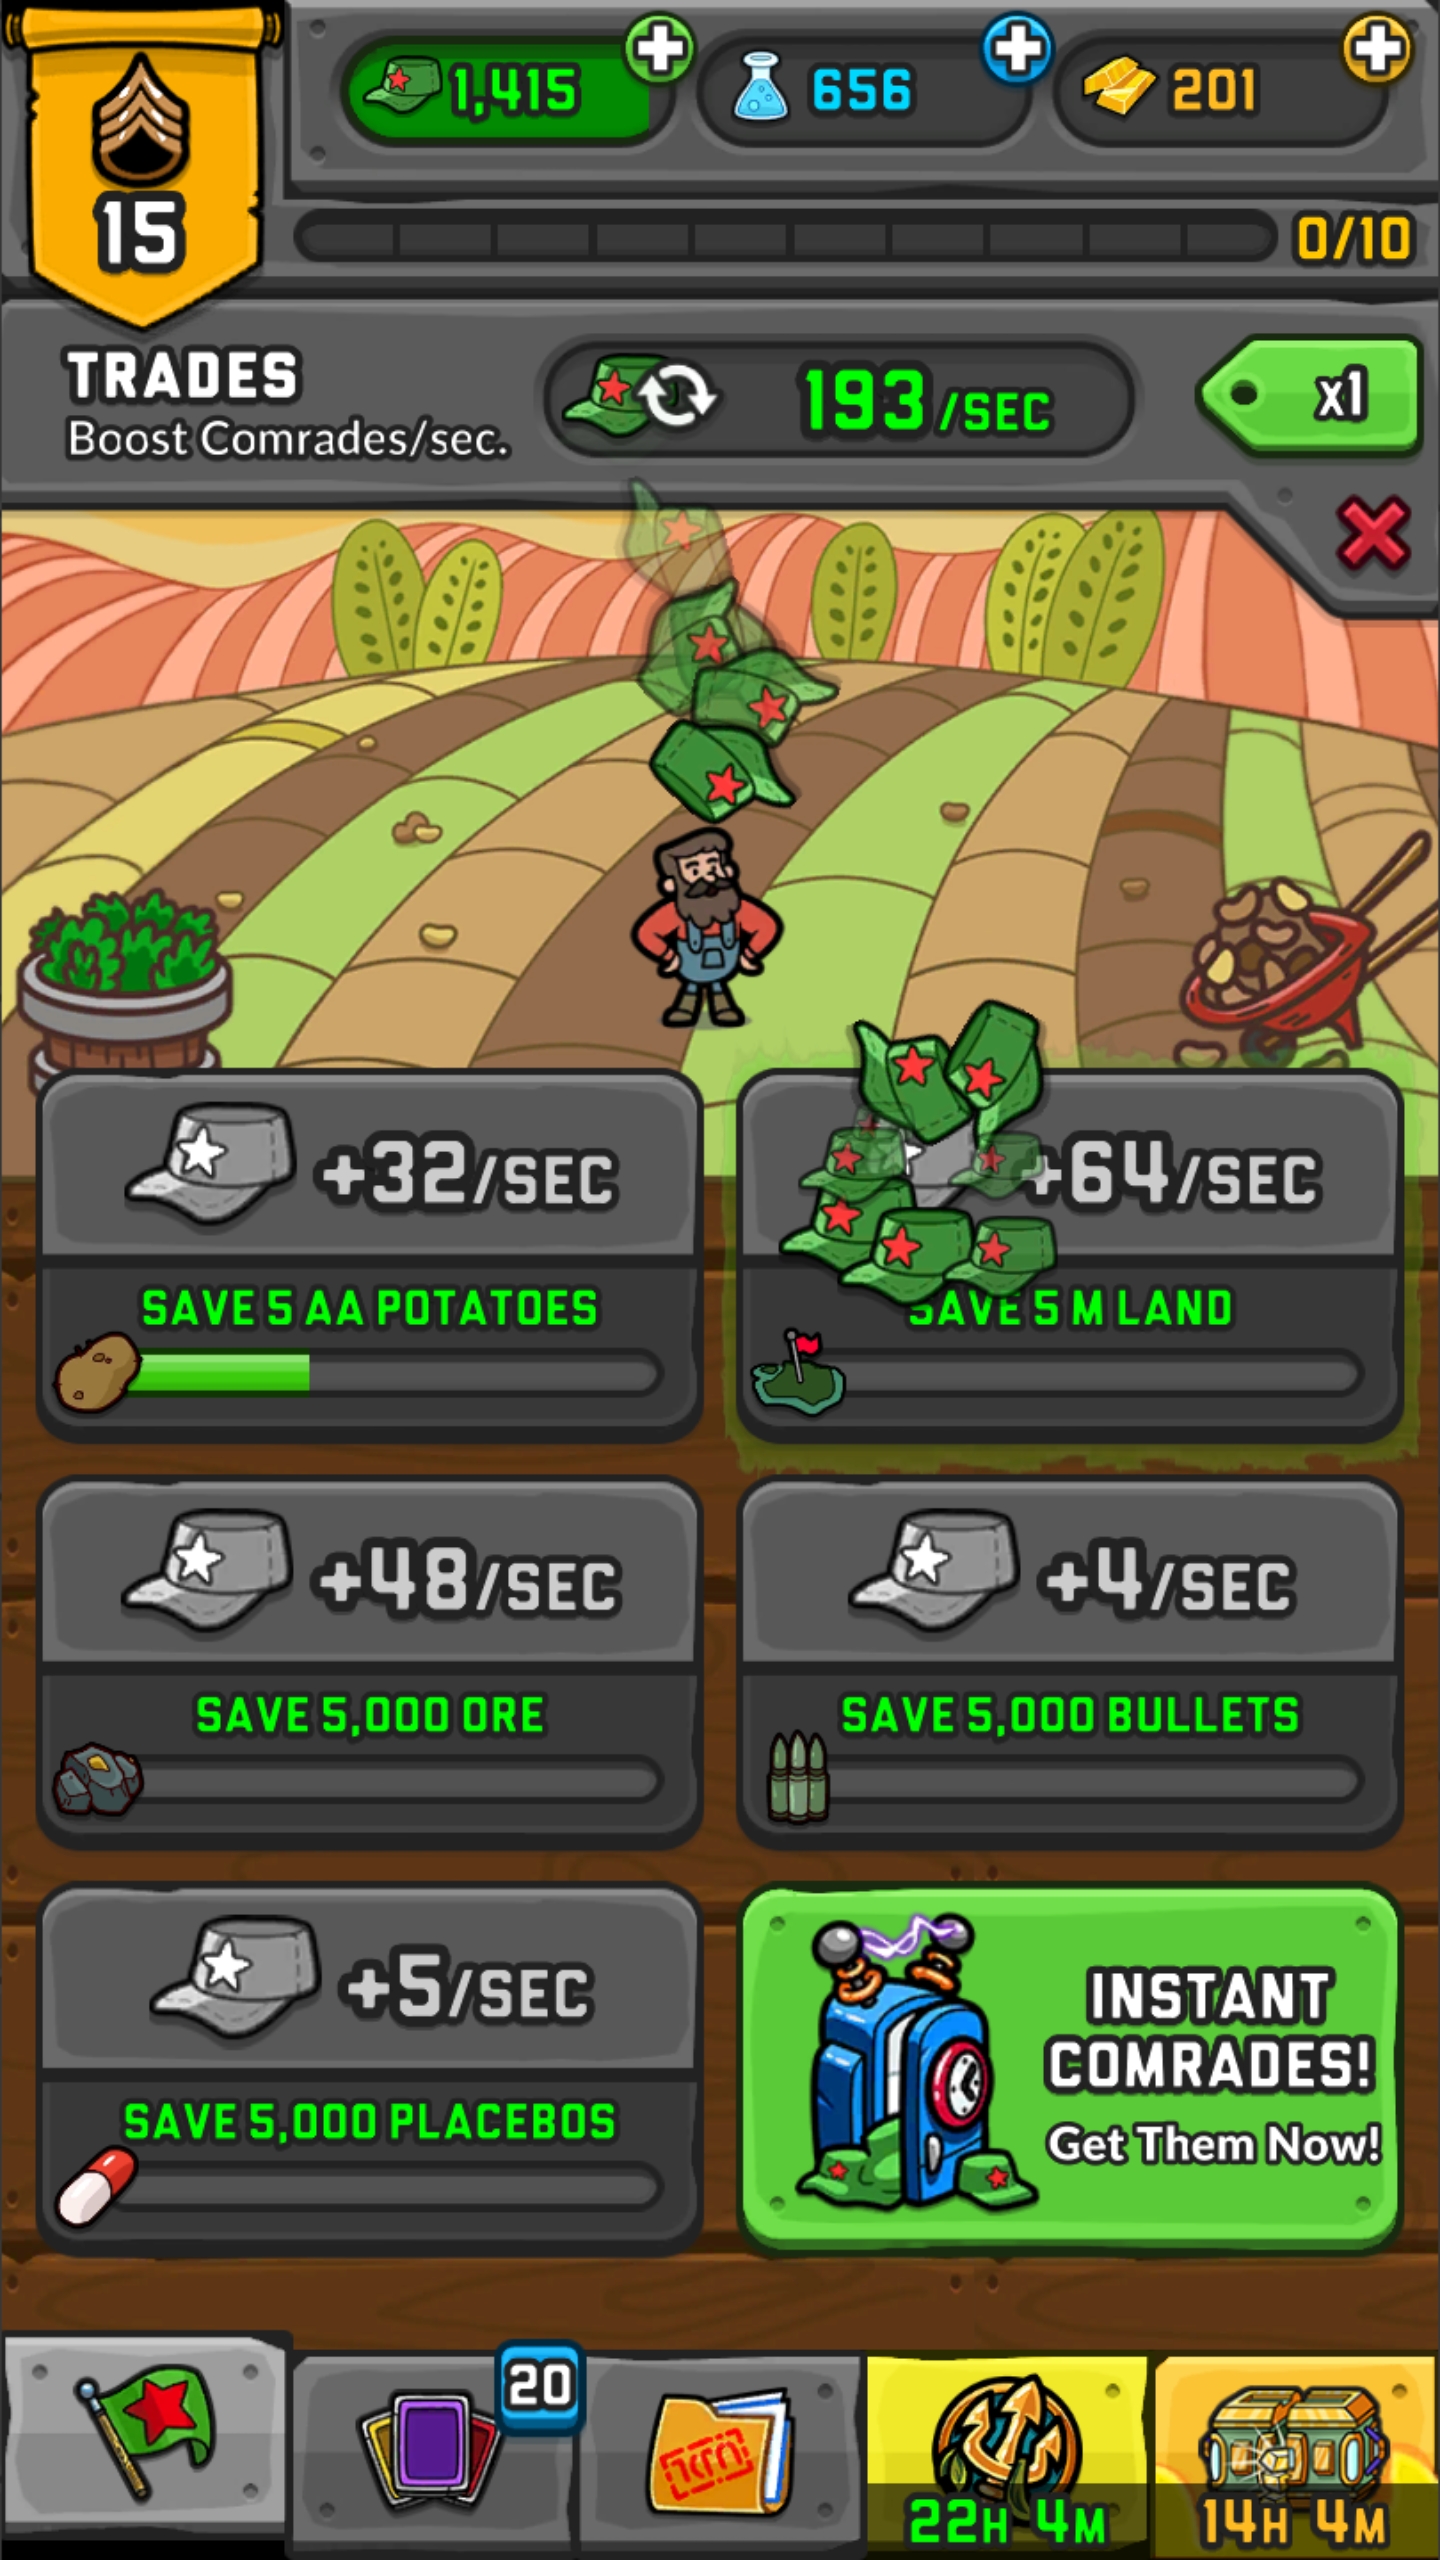 1,415
656
201
15
0/10
TRADES
Boost Comrades/sec.
193/SEC
x1
+32/SEC
+64/SEC
SAVE 5 AA POTATOES
SAVE 5 M LAND
+48/SEC
+4/SEC
SAVE 5,000 ORE
SAVE 5,000 BULLETS
+5/SEC
SAVE 5,000 PLACEBOS
INSTANT
COMRADES!
Get Them Now!
20
22H 4M
14H 4M